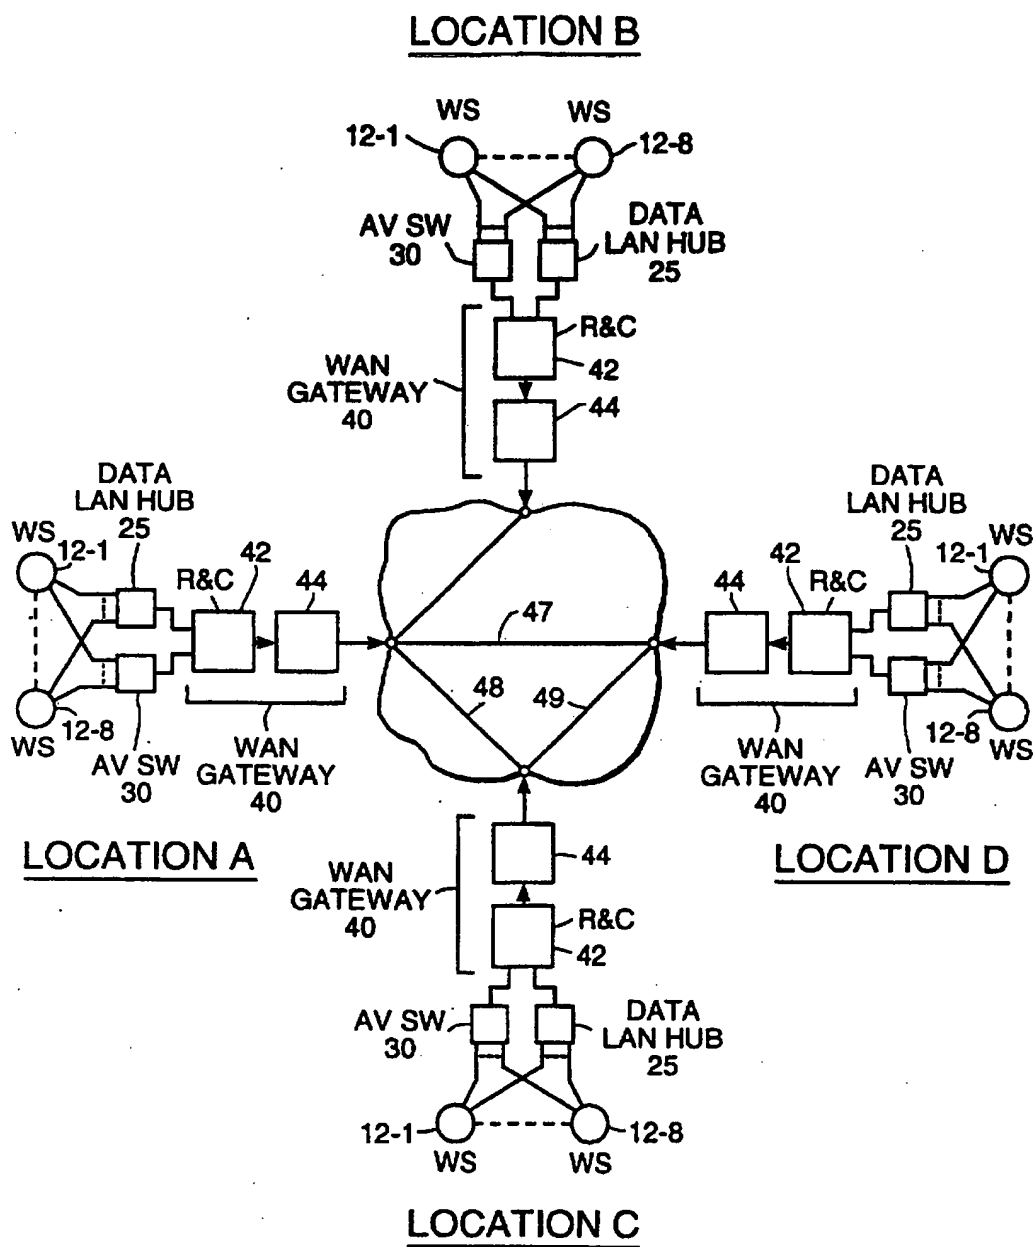 LOCATION B
WS WS
12-1 12-8
AV SW
30
DATA
LAN HUB
25
R&C
42
WAN
GATEWAY
40
44
DATA
LAN HUB
25
WS
12-1
R&C
42
44
12-8
WS
AV SW
30
WAN
GATEWAY
40
LOCATION A
47
48
49
DATA
LAN HUB
25
WS
12-1
42
R&C
44
12-8
WS
AV SW
30
WAN
GATEWAY
40
LOCATION D
44
WAN
GATEWAY
40
R&C
42
AV SW
30
DATA
LAN HUB
25
12-1 12-8
WS WS
LOCATION C